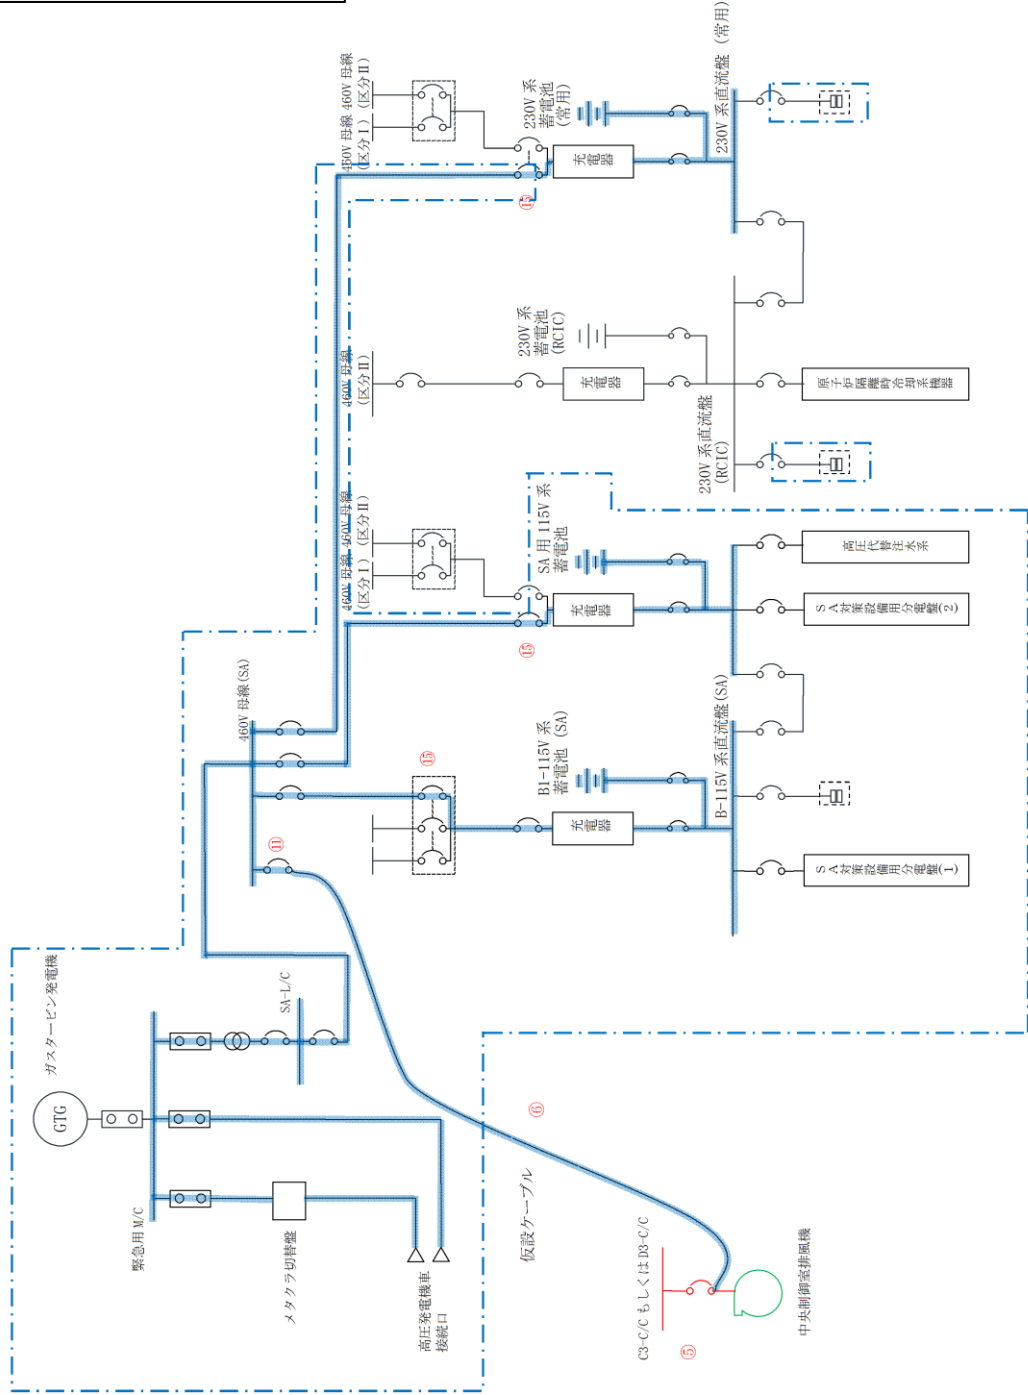 ガスタービン発電機
GTG
緊急用 M/C
メタクラ切替盤
高圧発電機車
接続口
SA-L/C
仮設ケーブル
⑥
C3-C/C もしくは D3-C/C
⑤
中央制御室排風機
460V 母線(SA)
⑪
⑮
B1-115V 系
蓄電池 (SA)
充電器
B-115V 系直流盤(SA)
SA対策設備用分電盤(1)
460V 母線
(区分Ⅰ)
460V 母線
(区分Ⅱ)
⑮
SA 用 115V 系
蓄電池
充電器
SA対策設備用分電盤(2)
高圧代替注水系
460V 母線
(区分Ⅱ)
230V 系
蓄電池
(RCIC)
充電器
230V 系直流盤
(RCIC)
原子炉隔離時冷却系機器
460V 母線
(区分Ⅰ)
460V 母線
(区分Ⅱ)
⑮
230V 系
蓄電池
(常用)
充電器
230V 系直流盤 (常用)